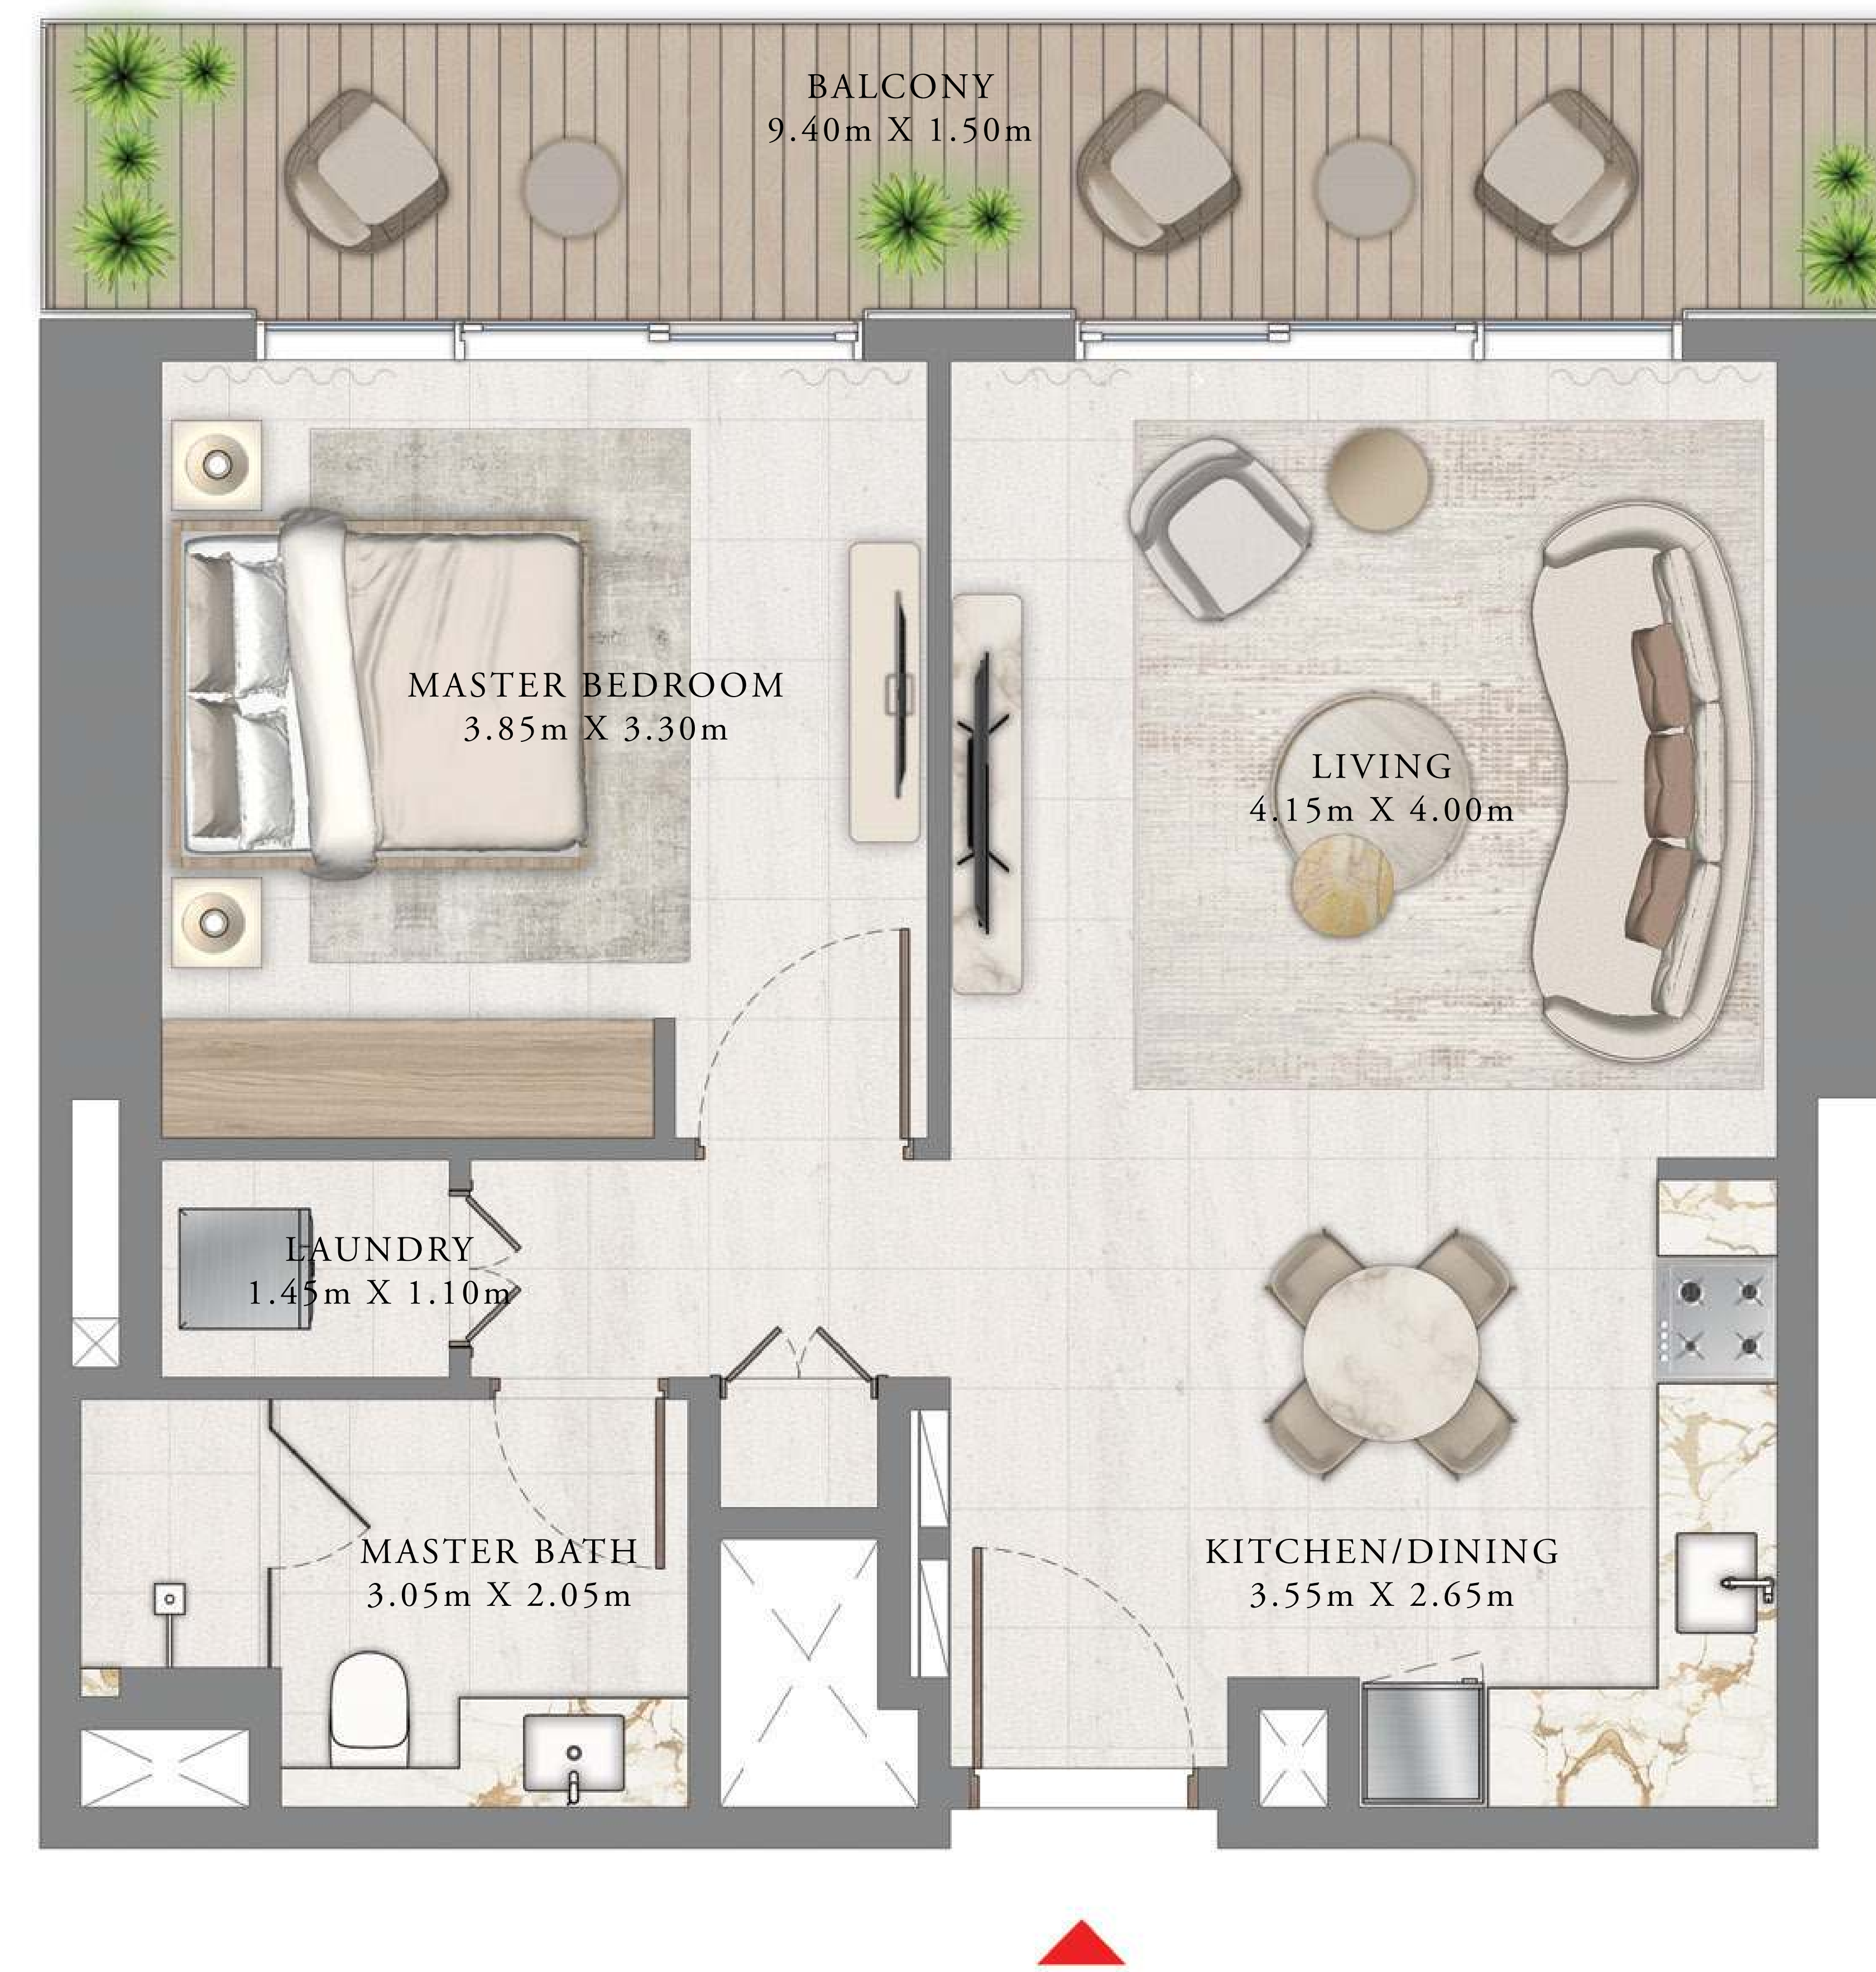 BALCONY
9.40m X 1.50m
MASTER BEDROOM
3.85m X 3.30m
LIVING
4.15m X 4.00m
LAUNDRY
1.45m X 1.10m
MASTER BATH
3.05m X 2.05m
KITCHEN/DINING
3.55m X 2.65m